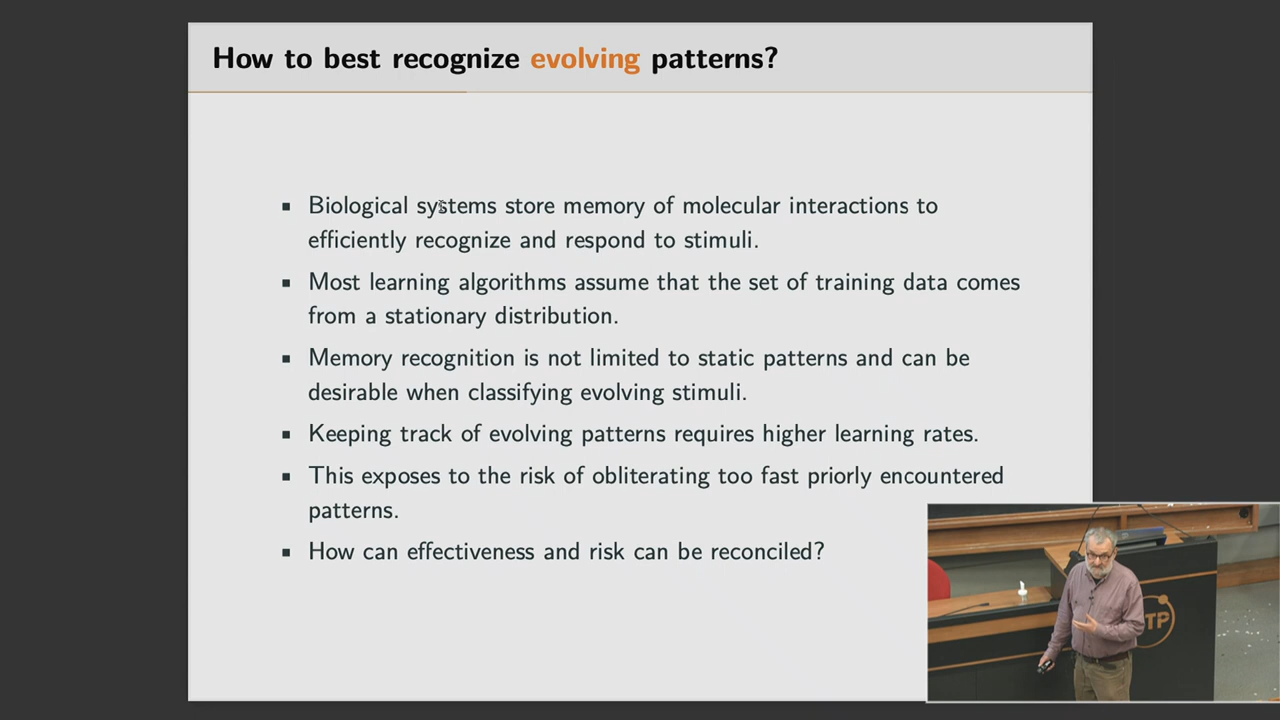 How to best recognize evolving patterns?
▪ Biological systems store memory of molecular interactions to
efficiently recognize and respond to stimuli.
▪ Most learning algorithms assume that the set of training data comes
from a stationary distribution.
▪ Memory recognition is not limited to static patterns and can be
desirable when classifying evolving stimuli.
▪ Keeping track of evolving patterns requires higher learning rates.
▪ This exposes to the risk of obliterating too fast priorly encountered
patterns.
▪ How can effectiveness and risk can be reconciled?
TP